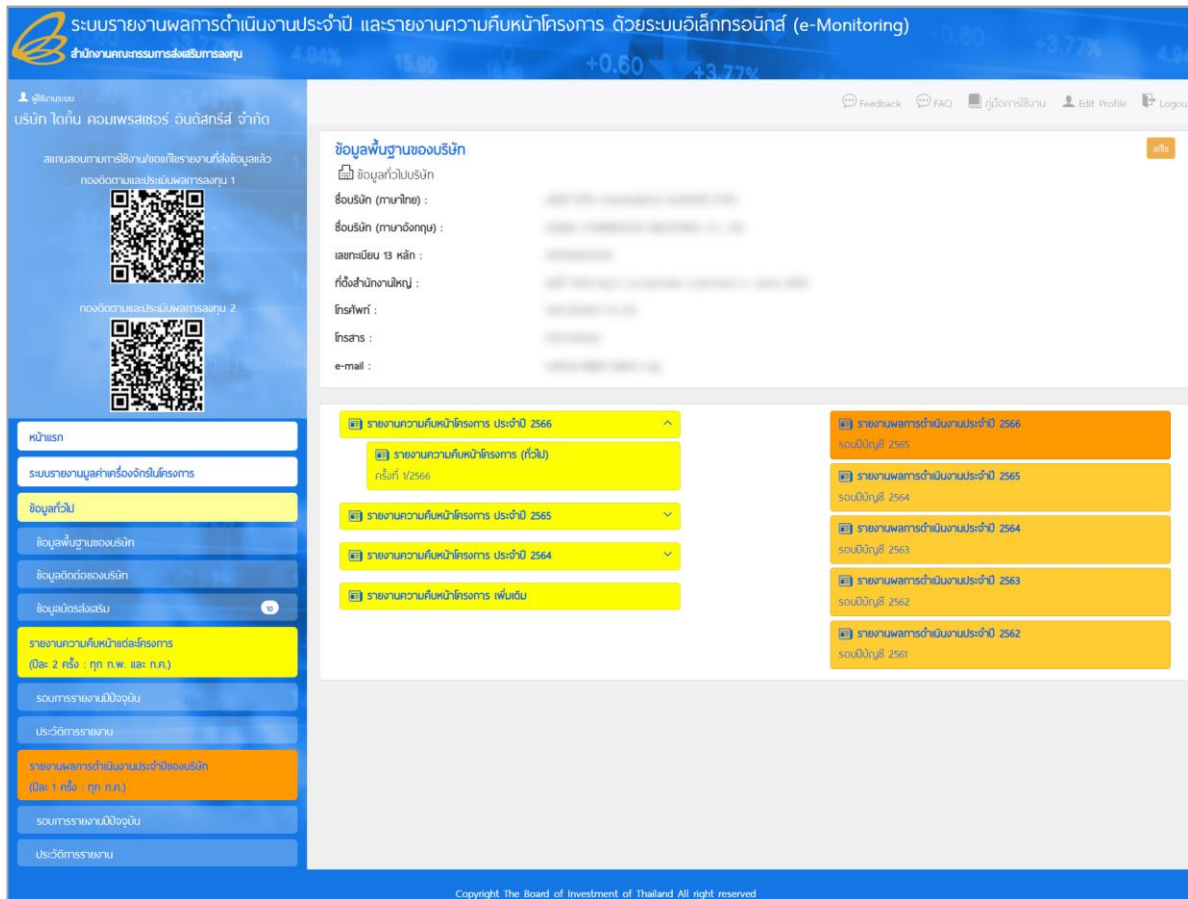 ระบบรายงานผลการดำเนินงานประจำปี และรายงานความคืบหน้าโครงการ ด้วยระบบอิเล็กทรอนิกส์ (e-Monitoring)
สำนักงานคณะกรรมการส่งเสริมการลงทุน
4.94%
15.90
+0.60
+3.77%
+0.60
+3.77%
ผู้ใช้งานระบบ
บริษัท ไดกิ้น คอมเพรสเซอร์ อินดัสทรีส์ จำกัด
สแกนสอบถามการใช้งาน/ขอแก้ไขรายงานที่ส่งข้อมูลแล้ว
กองติดตามและประเมินผลการลงทุน 1
กองติดตามและประเมินผลการลงทุน 2
หน้าแรก
ระบบรายงานมูลค่าเครื่องจักรในโครงการ
ข้อมูลทั่วไป
ข้อมูลพื้นฐานของบริษัท
ข้อมูลติดต่อของบริษัท
ข้อมูลบัตรส่งเสริม 10
รายงานความคืบหน้าแต่ละโครงการ
(ปีละ 2 ครั้ง : ทุก ก.พ. และ ก.ค.)
รอบการรายงานปีปัจจุบัน
ประวัติการรายงาน
รายงานผลการดำเนินงานประจำปีของบริษัท
(ปีละ 1 ครั้ง : ทุก ก.ค.)
รอบการรายงานปีปัจจุบัน
ประวัติการรายงาน
Feedback FAQ คู่มือการใช้งาน Edit Profile Logou
ข้อมูลพื้นฐานของบริษัท แก้ไข
ข้อมูลทั่วไปบริษัท
ชื่อบริษัท (ภาษาไทย) :
ชื่อบริษัท (ภาษาอังกฤษ) :
เลขทะเบียน 13 หลัก :
ที่ตั้งสำนักงานใหญ่ :
โทรศัพท์ :
โทรสาร :
e-mail :
รายงานความคืบหน้าโครงการ ประจำปี 2566
รายงานความคืบหน้าโครงการ (ทั่วไป)
ครั้งที่ 1/2566
รายงานความคืบหน้าโครงการ ประจำปี 2565
รายงานความคืบหน้าโครงการ ประจำปี 2564
รายงานความคืบหน้าโครงการ เพิ่มเติม
รายงานผลการดำเนินงานประจำปี 2566
รอบปีบัญชี 2565
รายงานผลการดำเนินงานประจำปี 2565
รอบปีบัญชี 2564
รายงานผลการดำเนินงานประจำปี 2564
รอบปีบัญชี 2563
รายงานผลการดำเนินงานประจำปี 2563
รอบปีบัญชี 2562
รายงานผลการดำเนินงานประจำปี 2562
รอบปีบัญชี 2561
Copyright The Board of Investment of Thailand All right reserved